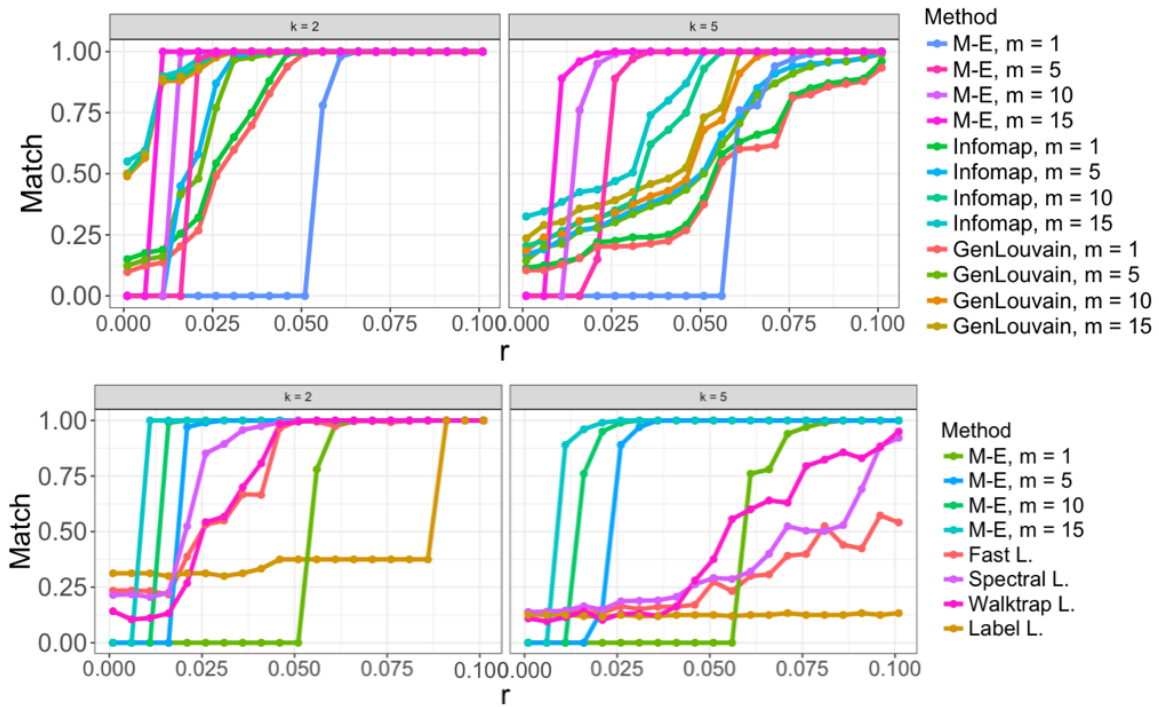 k = 2
k = 5
Match
1.00
0.75
0.50
0.25
0.00
0.000
0.025
0.050
0.075
0.100
0.000
0.025
0.050
0.075
0.100
r
Method
M-E, m = 1
M-E, m = 5
M-E, m = 10
M-E, m = 15
Infomap, m = 1
Infomap, m = 5
Infomap, m = 10
Infomap, m = 15
GenLouvain, m = 1
GenLouvain, m = 5
GenLouvain, m = 10
GenLouvain, m = 15
k = 2
k = 5
Match
1.00
0.75
0.50
0.25
0.00
0.000
0.025
0.050
0.075
0.100
0.000
0.025
0.050
0.075
0.100
r
Method
M-E, m = 1
M-E, m = 5
M-E, m = 10
M-E, m = 15
Fast L.
Spectral L.
Walktrap L.
Label L.